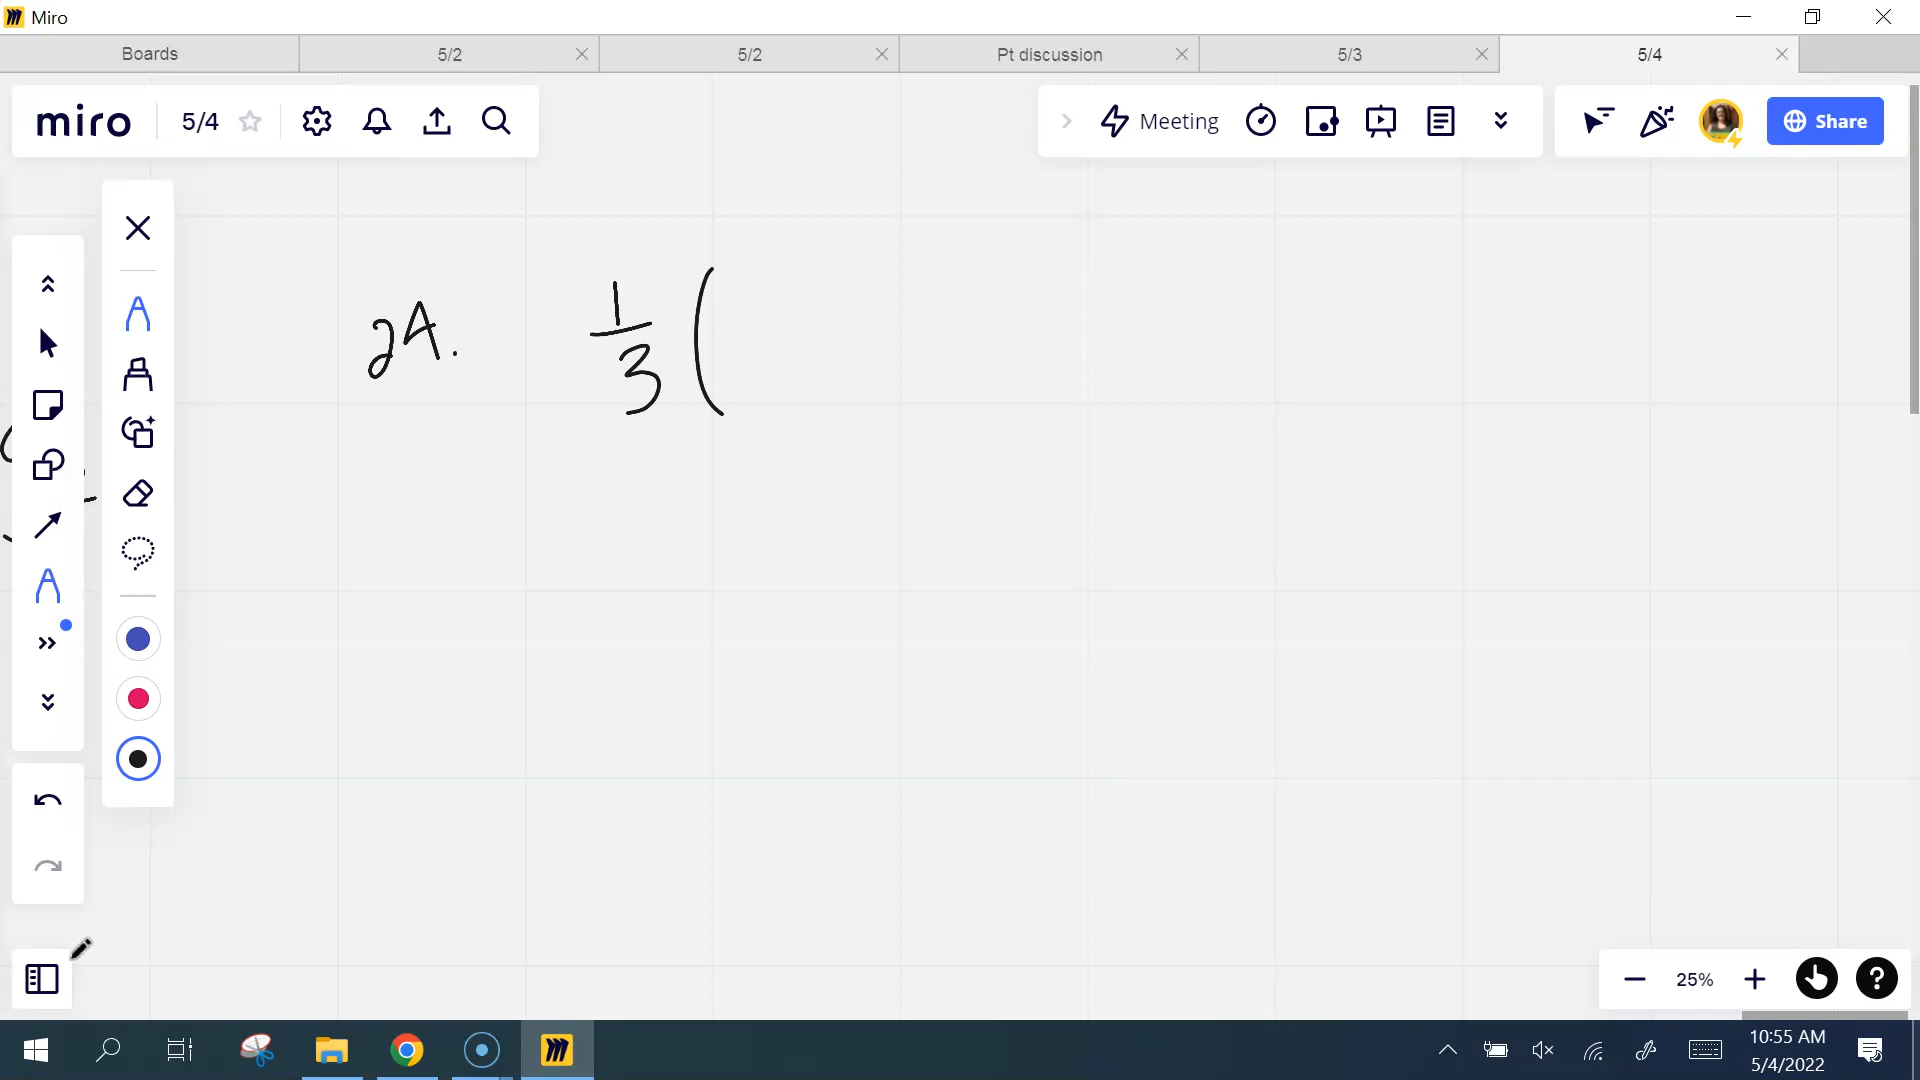 Miro
Boards 5/2 5/2 Pt discussion 5/3 5/4
miro 5/4 Meeting Share
24. 1/3 (
25%
10:55 AM
5/4/2022